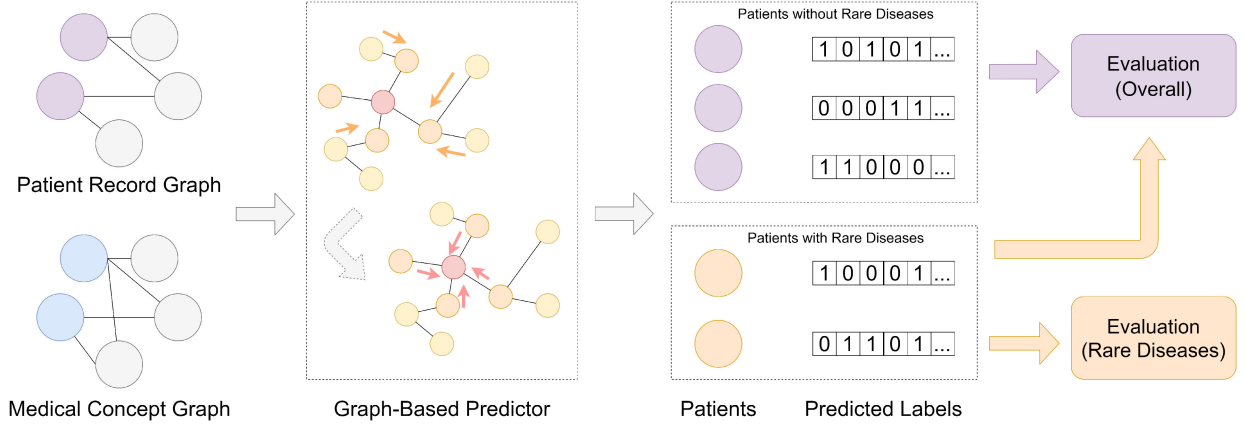 Patient Record Graph
Medical Concept Graph
Graph-Based Predictor
Patients without Rare Diseases
1 0 1 0 1 ...
0 0 0 1 1 ...
1 1 0 0 0 ...
Patients with Rare Diseases
1 0 0 0 1 ...
0 1 1 0 1 ...
Patients
Predicted Labels
Evaluation
(Overall)
Evaluation
(Rare Diseases)